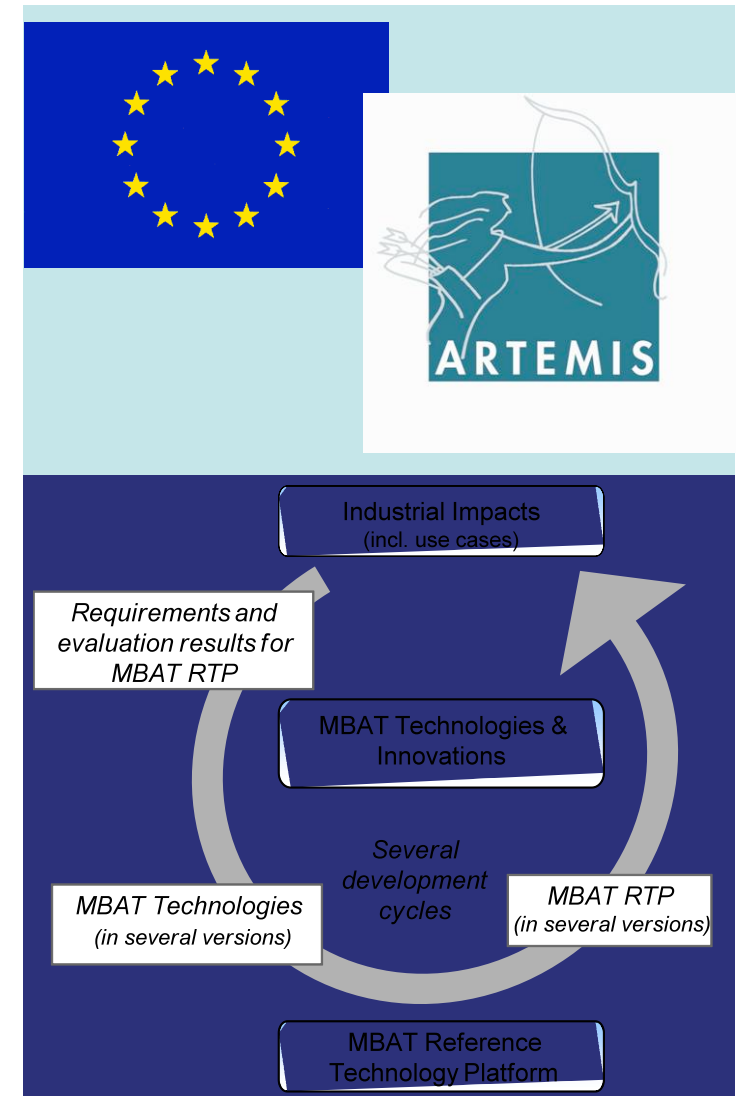 ARTEMIS
Industrial Impacts
(incl. use cases)
Requirements and
evaluation results for
MBAT RTP
MBAT Technologies &
Innovations
Several
development
cycles
MBAT Technologies
(in several versions)
MBAT RTP
(in several versions)
MBAT Reference
Technology Platform